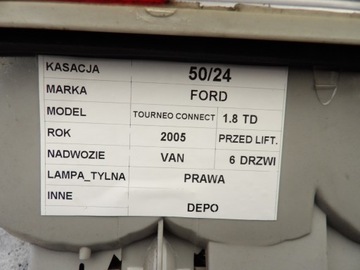 KASACJA 50/24
MARKA FORD
MODEL TOURNEO CONNECT 1.8 TD
ROK 2005 PRZED LIFT.
NADWOZIE VAN 6 DRZWI
LAMPA_TYLNA PRAWA
INNE DEPO